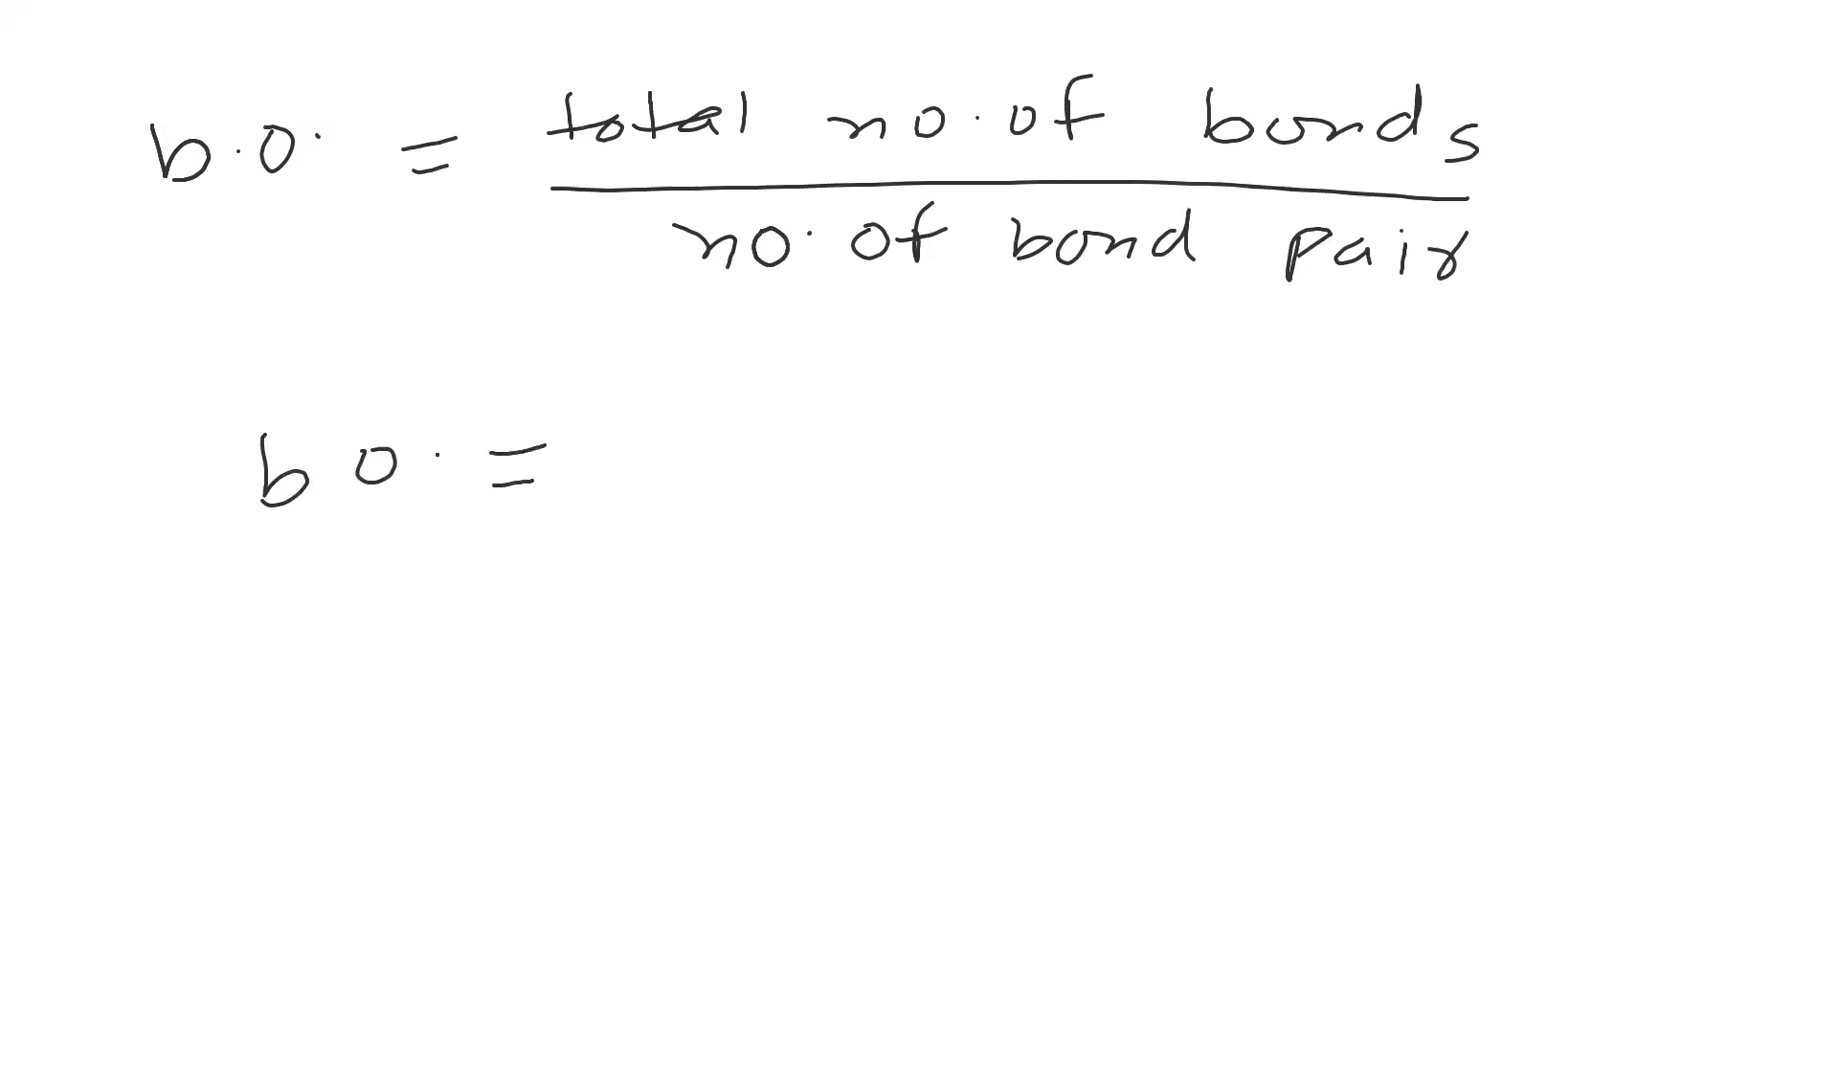 b.o. = total no. of bonds
no. of bond pair
b o. =